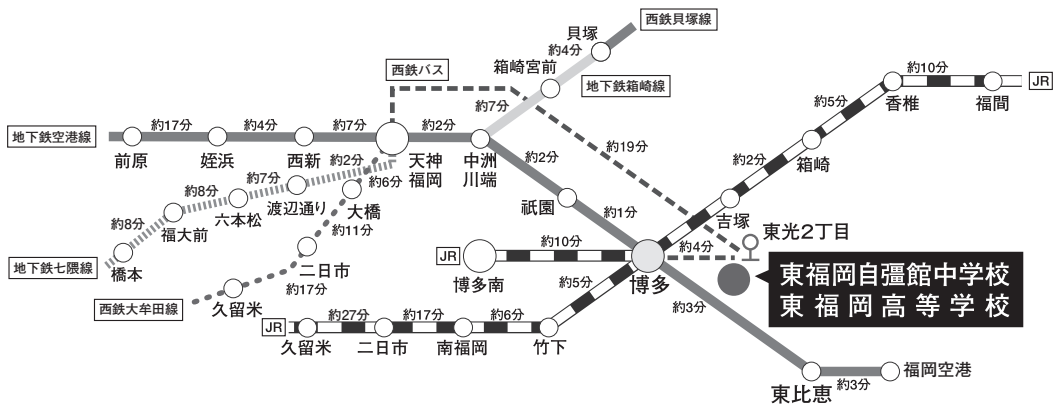 西鉄貝塚線
貝塚
約4分
西鉄バス
箱崎宮前
地下鉄箱崎線
約7分
約10分
JR
香椎
福間
約5分
地下鉄空港線
約17分
約4分
約7分
約2分
前原
姪浜
西新
天神
福岡
中洲
川端
約19分
約2分
箱崎
約2分
約6分
約7分
約8分
渡辺通り
六本松
大橋
約2分
祇園
吉塚
約8分
福大前
約11分
約1分
東光2丁目
橋本
地下鉄七隈線
二日市
JR
約10分
博多南
博多
約4分
東福岡自彊館中学校
東福岡高等学校
約17分
久留米
西鉄大牟田線
約5分
約3分
JR
約27分
約17分
約6分
久留米
二日市
南福岡
竹下
福岡空港
東比恵
約3分